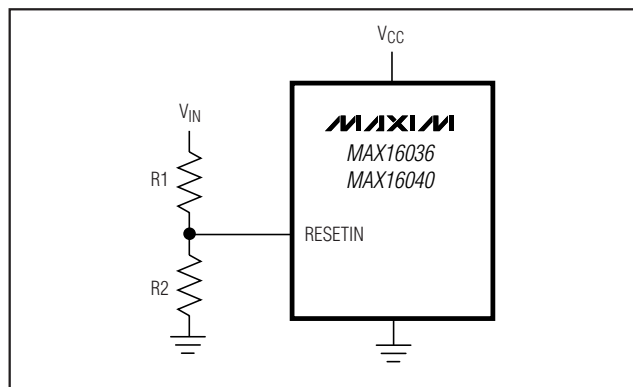 VCC
VIN
MAXIM
MAX16036
MAX16040
R1
RESETIN
R2